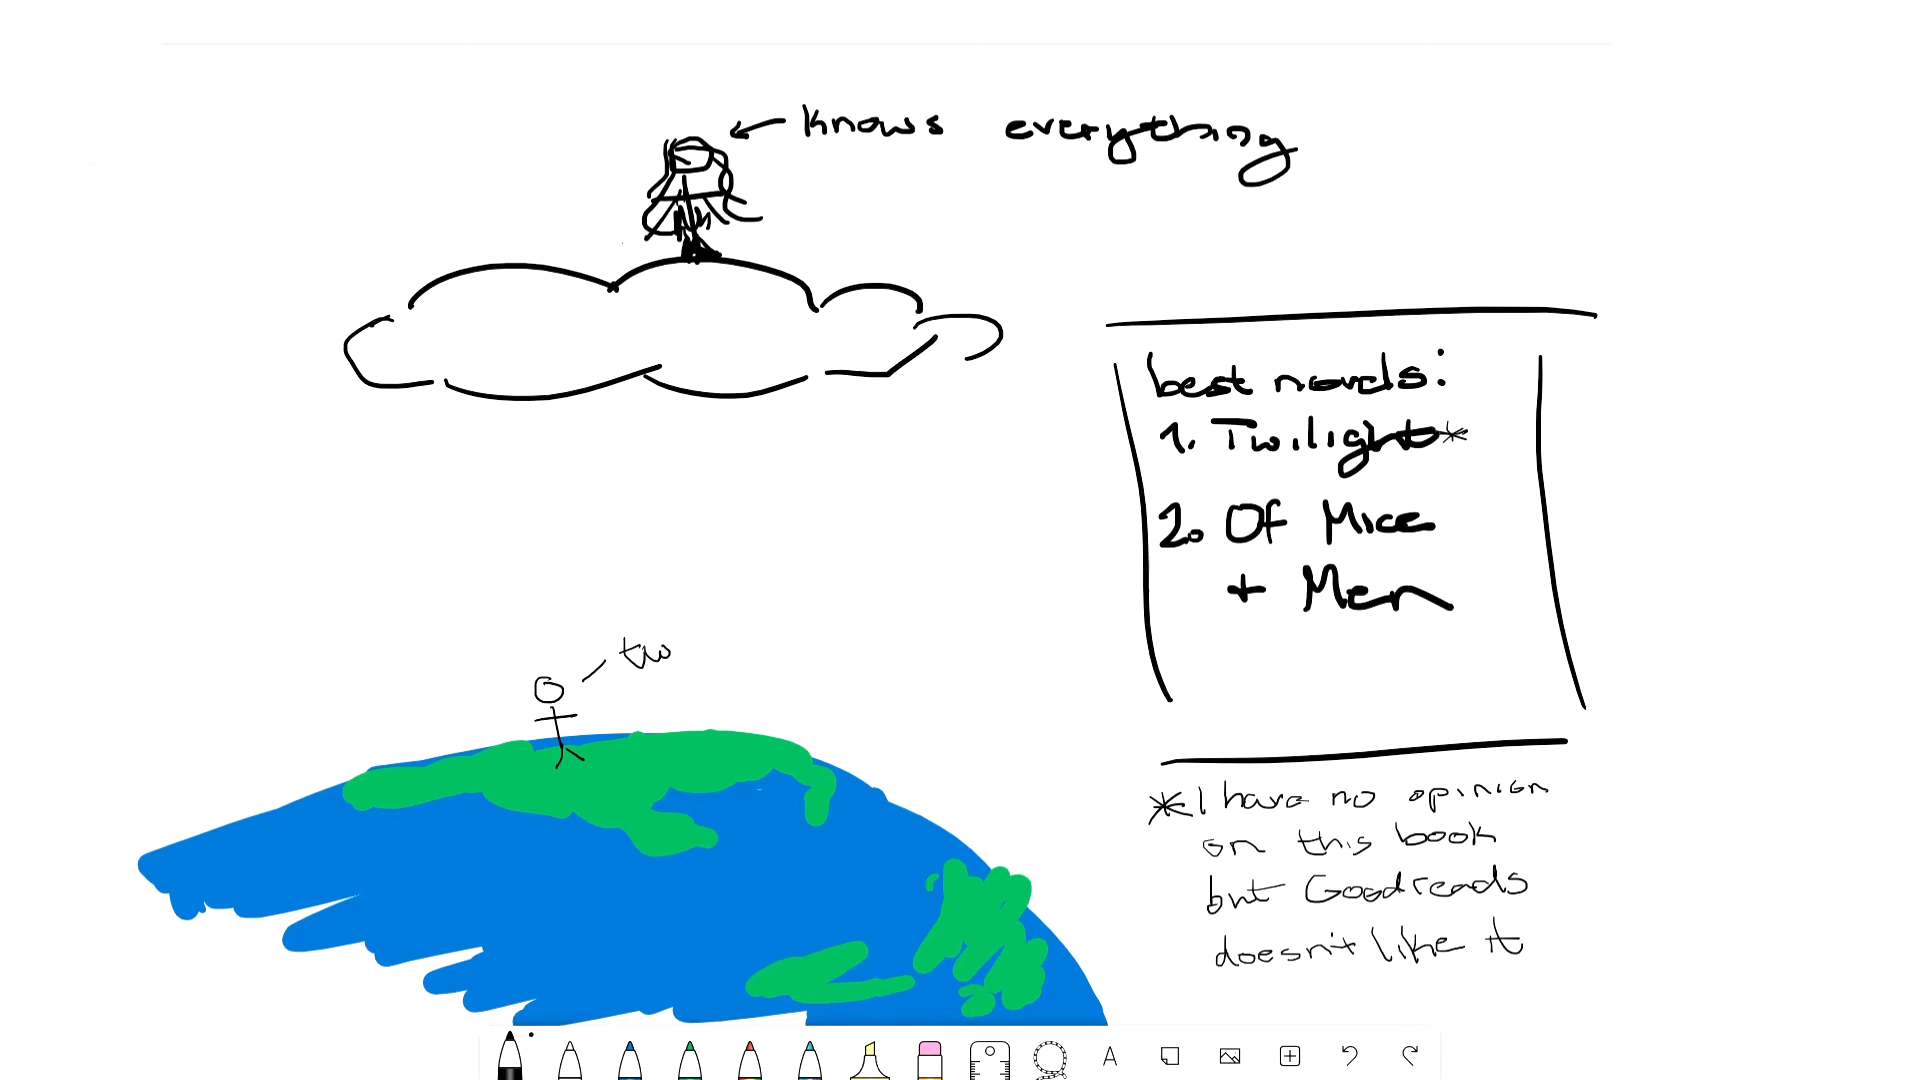 Knows everything
best novels:
1. Twilight*
2. Of Mice
+ Men
tw
*I have no opinion
on this book
but Goodreads
doesn't like it
A